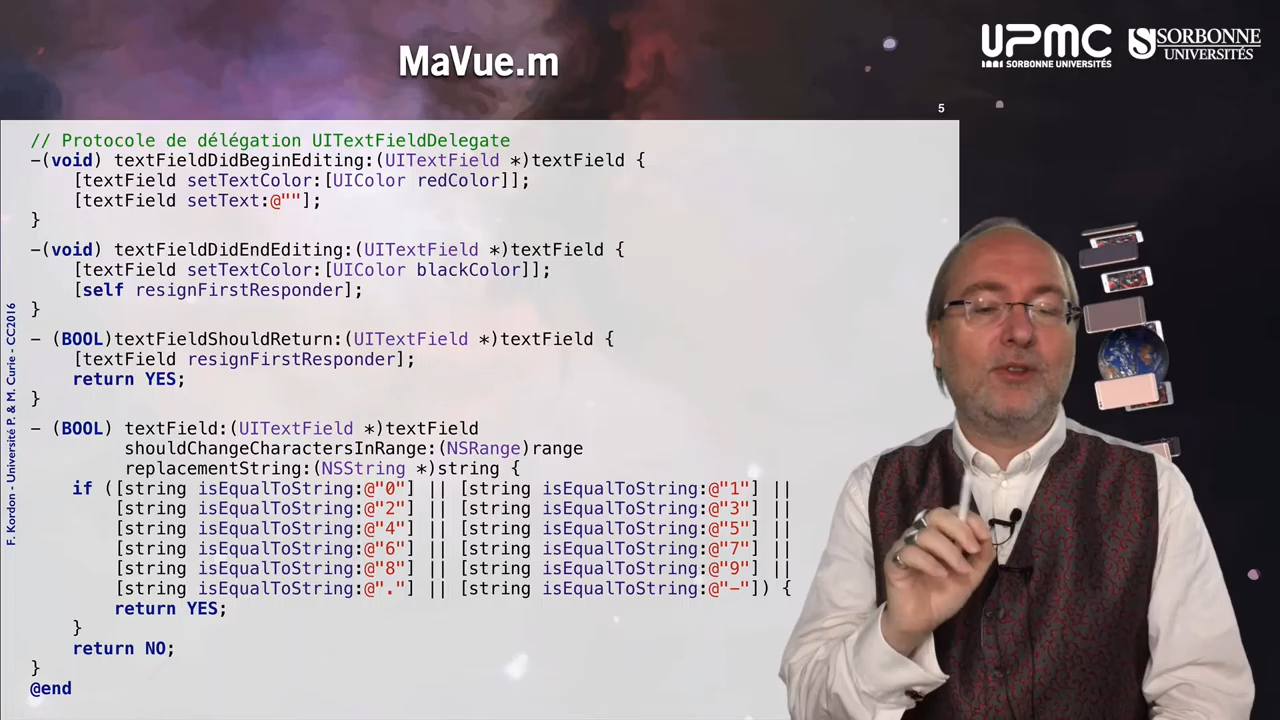 MaVue.m
UPMC
SORBONNE UNIVERSITÉS
SORBONNE
UNIVERSITÉS
5
// Protocole de délégation UITextFieldDelegate
-(void) textFieldDidBeginEditing:(UITextField *)textField {
[textField setTextColor:[UIColor redColor]];
[textField setText:@""];
}
-(void) textFieldDidEndEditing:(UITextField *)textField {
[textField setTextColor:[UIColor blackColor]];
[self resignFirstResponder];
}
- (BOOL)textFieldShouldReturn:(UITextField *)textField {
[textField resignFirstResponder];
return YES;
}
- (BOOL) textField:(UITextField *)textField
shouldChangeCharactersInRange:(NSRange)range
replacementString:(NSString *)string {
if ([string isEqualToString:@"0"] || [string isEqualToString:@"1"] ||
[string isEqualToString:@"2"] || [string isEqualToString:@"3"] ||
[string isEqualToString:@"4"] || [string isEqualToString:@"5"] ||
[string isEqualToString:@"6"] || [string isEqualToString:@"7"] ||
[string isEqualToString:@"8"] || [string isEqualToString:@"9"] ||
[string isEqualToString:@"."] || [string isEqualToString:@"-"]) {
return YES;
}
return NO;
}
@end
F. Kordon - Université P. & M. Curie - CC2016